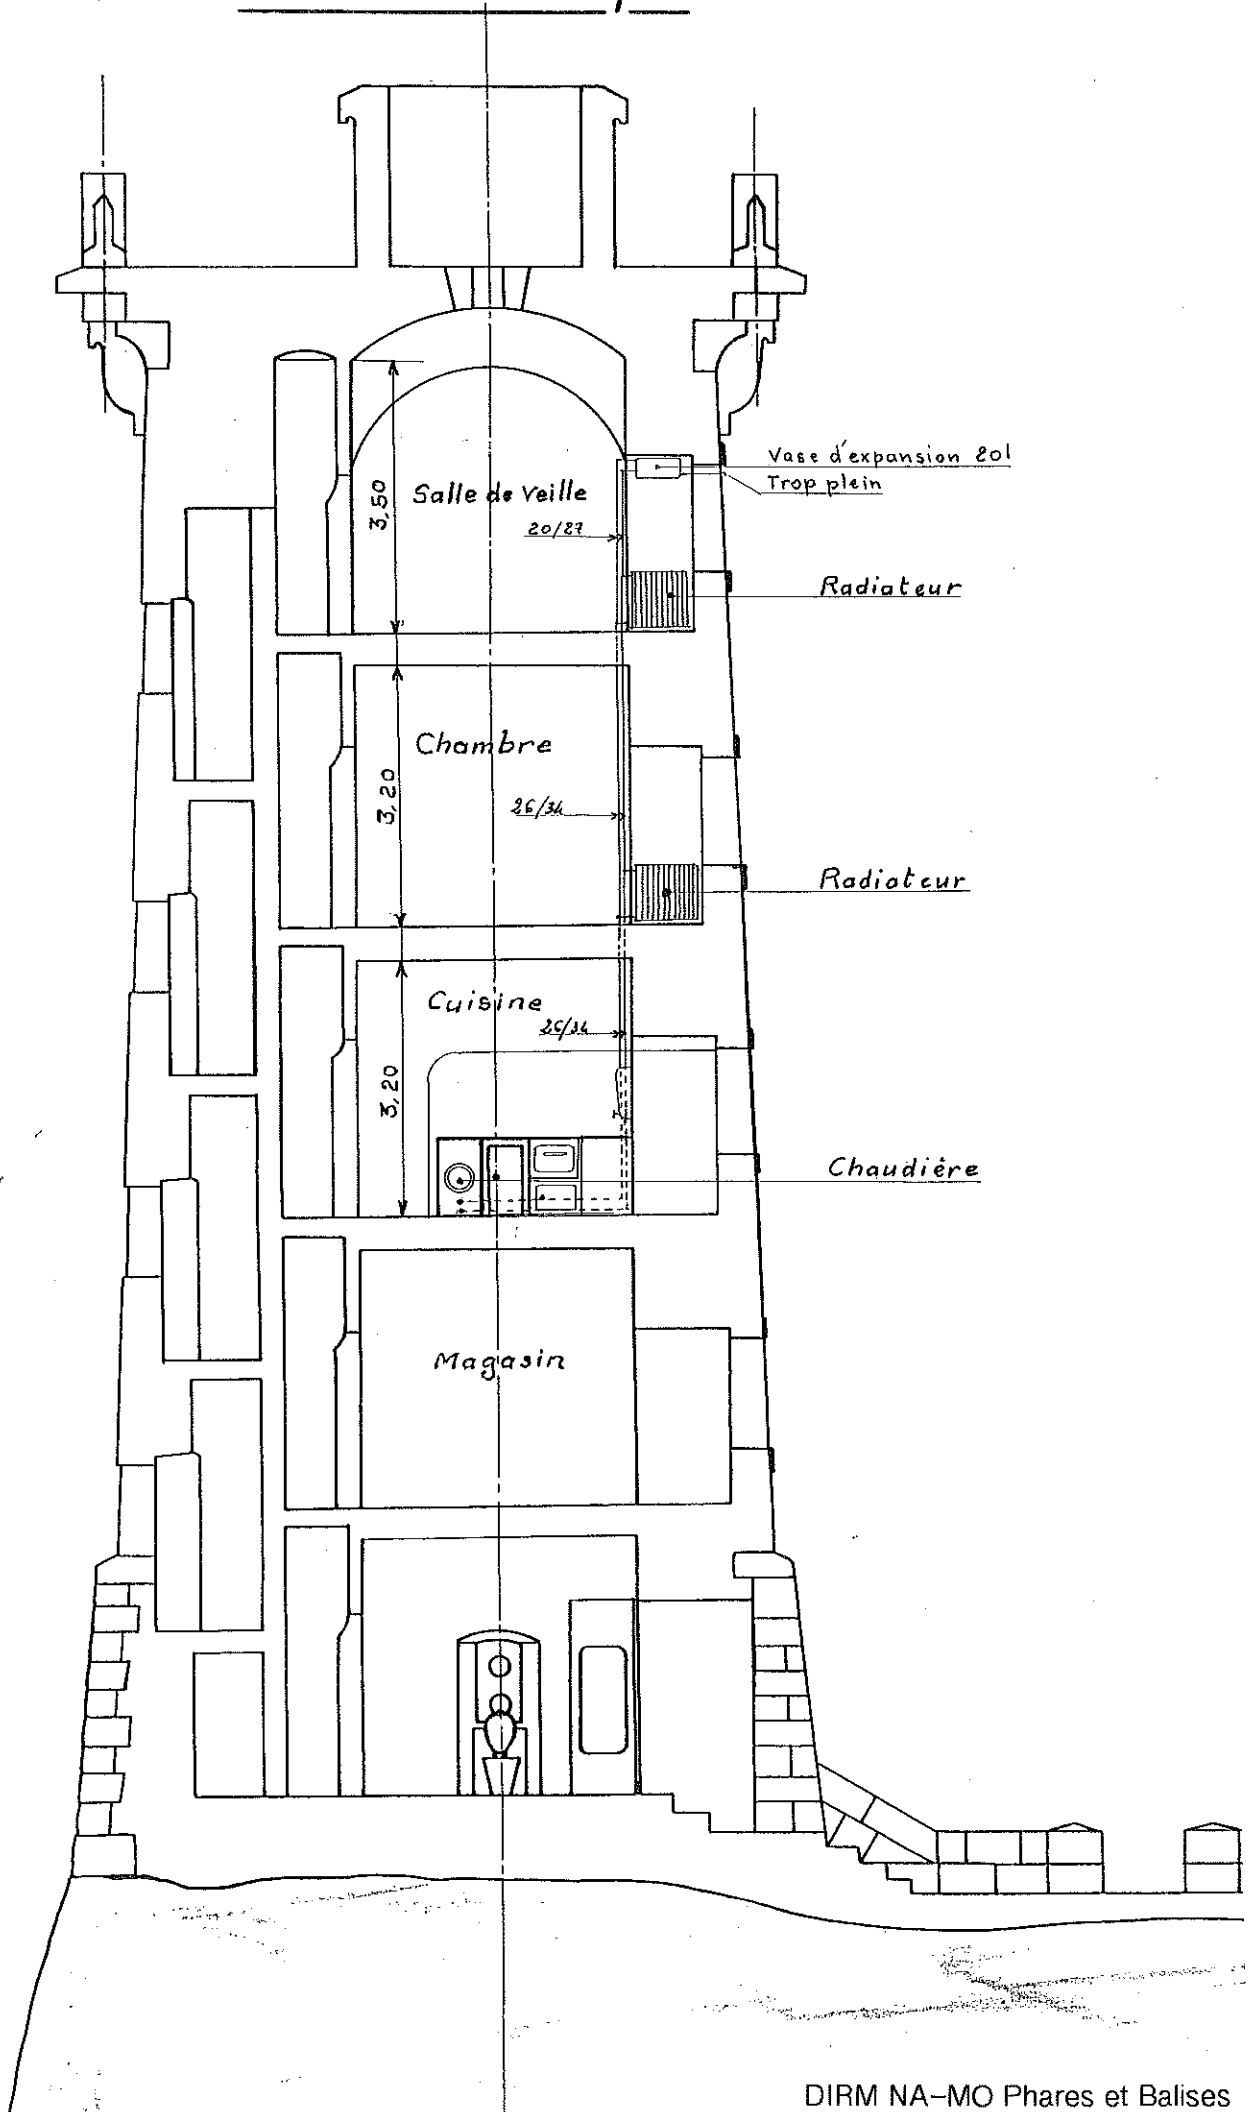 Vase d'expansion 20l
Trop plein
Salle de Veille
3,50
20/27
Radiateur
Chambre
3,20
26/34
Radiateur
Cuisine
26/34
3,20
Chaudière
Magasin
DIRM NA-MO Phares et Balises